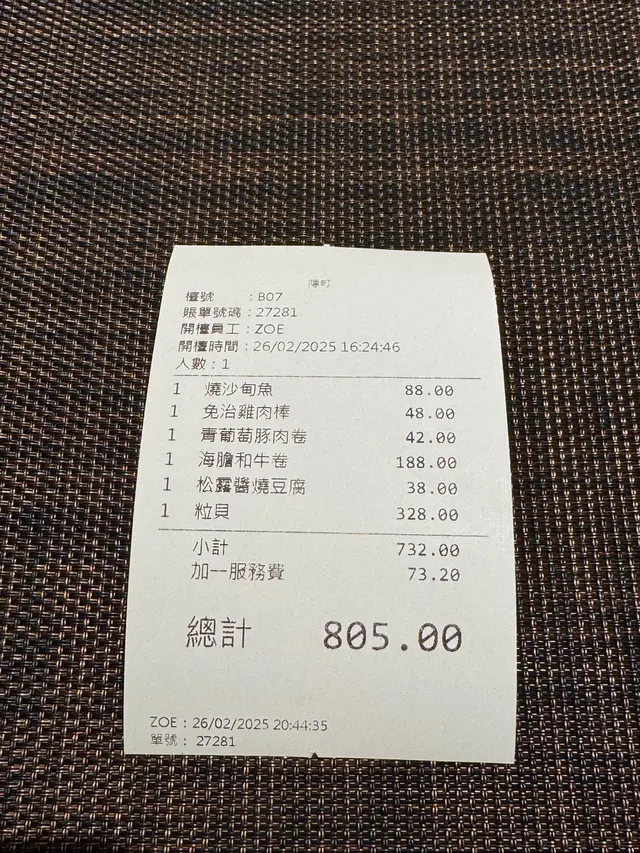 隱町
檯號 : B07
賬單號碼 : 27281
開檯員工 : ZOE
開檯時間 : 26/02/2025 16:24:46
人數 : 1
1 燒沙甸魚 88.00
1 免治雞肉棒 48.00
1 青葡萄豚肉卷 42.00
1 海膽和牛卷 188.00
1 松露醬燒豆腐 38.00
1 粒貝 328.00
小計 732.00
加一服務費 73.20
總計 805.00
ZOE : 26/02/2025 20:44:35
單號 : 27281